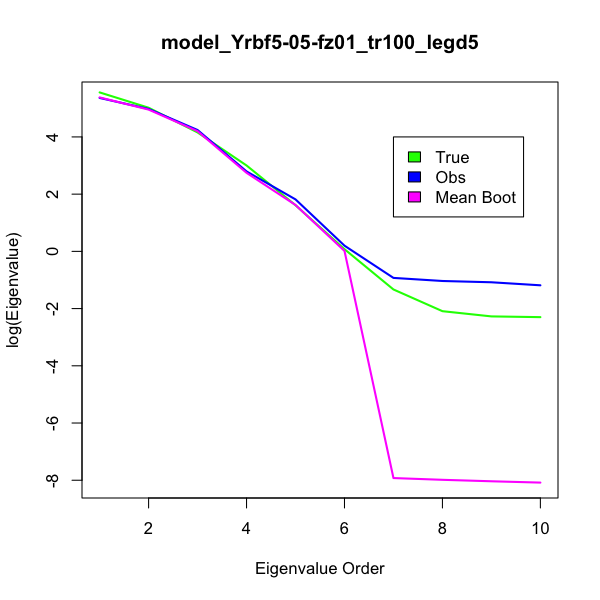 model_Yrbf5-05-fz01_tr100_legd5
True
Obs
Mean Boot
log(Eigenvalue)
4
2
0
-2
-4
-6
-8
2 4 6 8 10
Eigenvalue Order